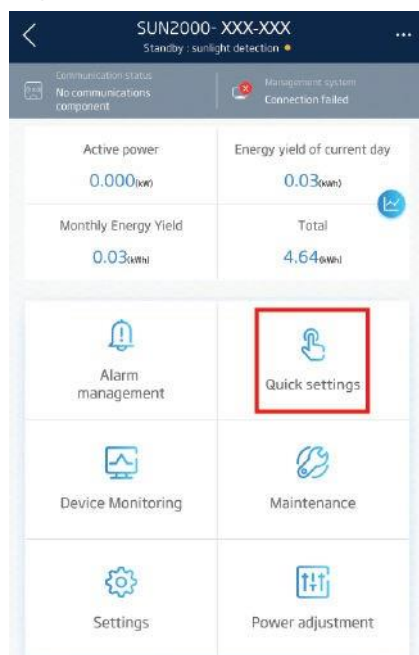 SUN2000- XXX-XXX
Standby : sunlight detection
Communication status
No communications
component
Management system
Connection failed
Active power
0.000(kW)
Energy yield of current day
0.03(kWh)
Monthly Energy Yield
0.03(kWh)
Total
4.64(kWh)
Alarm
management
Quick settings
Device Monitoring
Maintenance
Settings
Power adjustment